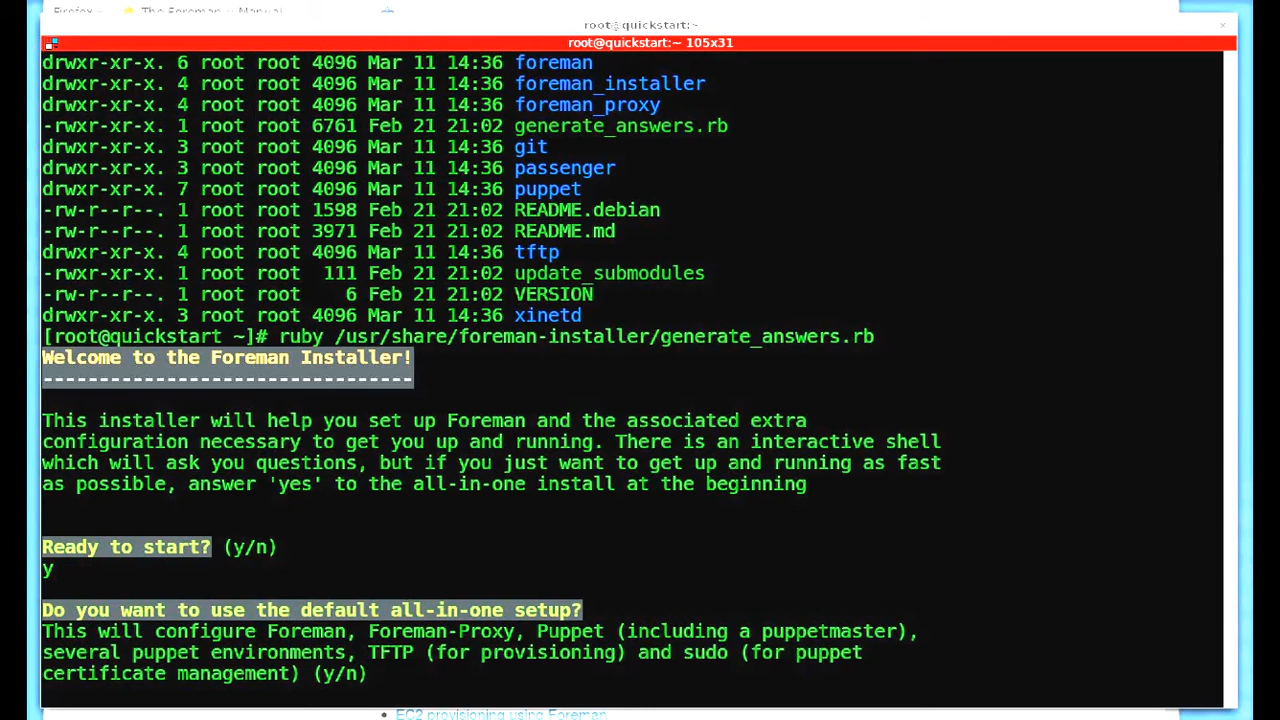 Firefox
The Foreman :: Manual
root@quickstart:~
root@quickstart:~ 105x31
drwxr-xr-x. 6 root root 4096 Mar 11 14:36 foreman
drwxr-xr-x. 4 root root 4096 Mar 11 14:36 foreman_installer
drwxr-xr-x. 4 root root 4096 Mar 11 14:36 foreman_proxy
-rwxr-xr-x. 1 root root 6761 Feb 21 21:02 generate_answers.rb
drwxr-xr-x. 3 root root 4096 Mar 11 14:36 git
drwxr-xr-x. 3 root root 4096 Mar 11 14:36 passenger
drwxr-xr-x. 7 root root 4096 Mar 11 14:36 puppet
-rw-r--r--. 1 root root 1598 Feb 21 21:02 README.debian
-rw-r--r--. 1 root root 3971 Feb 21 21:02 README.md
drwxr-xr-x. 4 root root 4096 Mar 11 14:36 tftp
-rwxr-xr-x. 1 root root  111 Feb 21 21:02 update_submodules
-rw-r--r--. 1 root root    6 Feb 21 21:02 VERSION
drwxr-xr-x. 3 root root 4096 Mar 11 14:36 xinetd
[root@quickstart ~]# ruby /usr/share/foreman-installer/generate_answers.rb
Welcome to the Foreman Installer!
---------------------------------
This installer will help you set up Foreman and the associated extra
configuration necessary to get you up and running. There is an interactive shell
which will ask you questions, but if you just want to get up and running as fast
as possible, answer 'yes' to the all-in-one install at the beginning
Ready to start? (y/n)
y
Do you want to use the default all-in-one setup?
This will configure Foreman, Foreman-Proxy, Puppet (including a puppetmaster),
several puppet environments, TFTP (for provisioning) and sudo (for puppet
certificate management) (y/n)
EC2 provisioning using Foreman